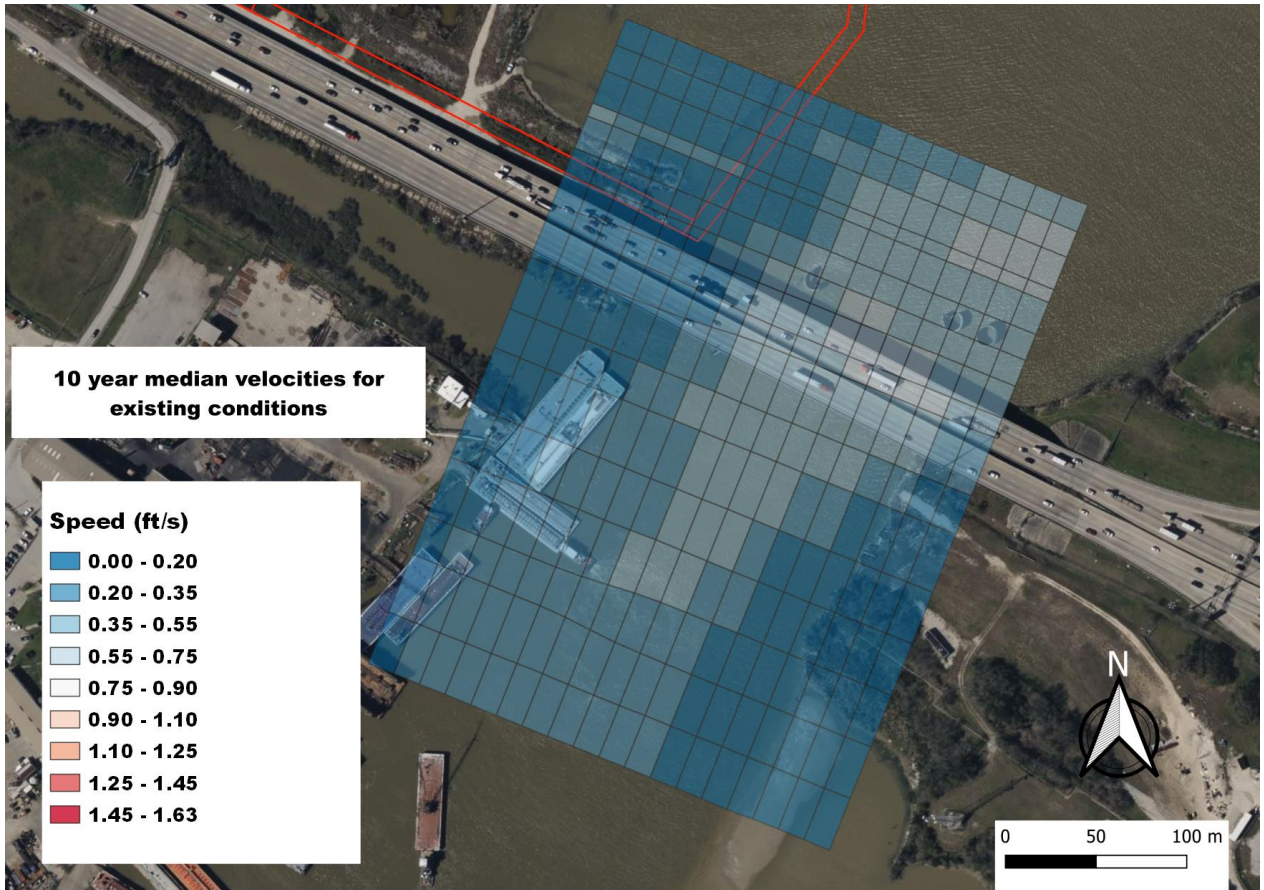 10 year median velocities for
existing conditions
Speed (ft/s)
0.00 - 0.20
0.20 - 0.35
0.35 - 0.55
0.55 - 0.75
0.75 - 0.90
0.90 - 1.10
1.10 - 1.25
1.25 - 1.45
1.45 - 1.63
N
0 50 100 m